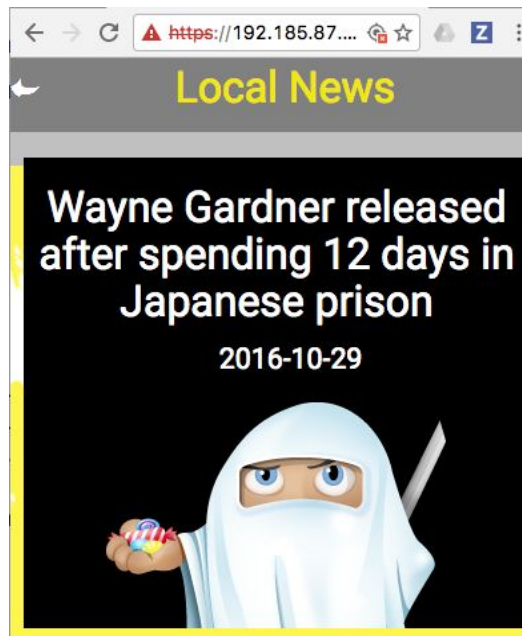 https://192.185.87....
Z
Local News
Wayne Gardner released
after spending 12 days in
Japanese prison
2016-10-29